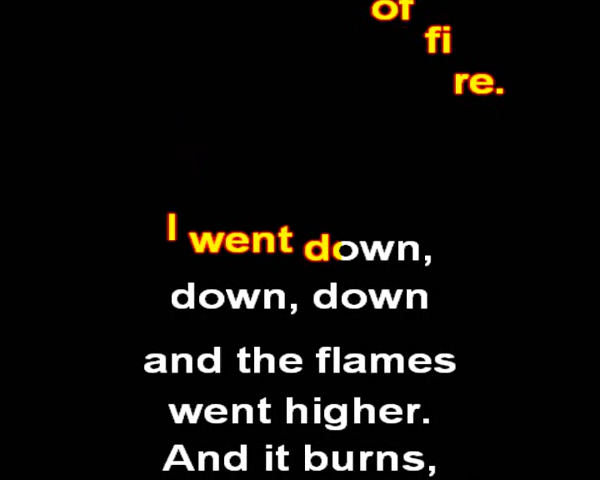 of
fi
re.
I went down,
down, down
and the flames
went higher.
And it burns,